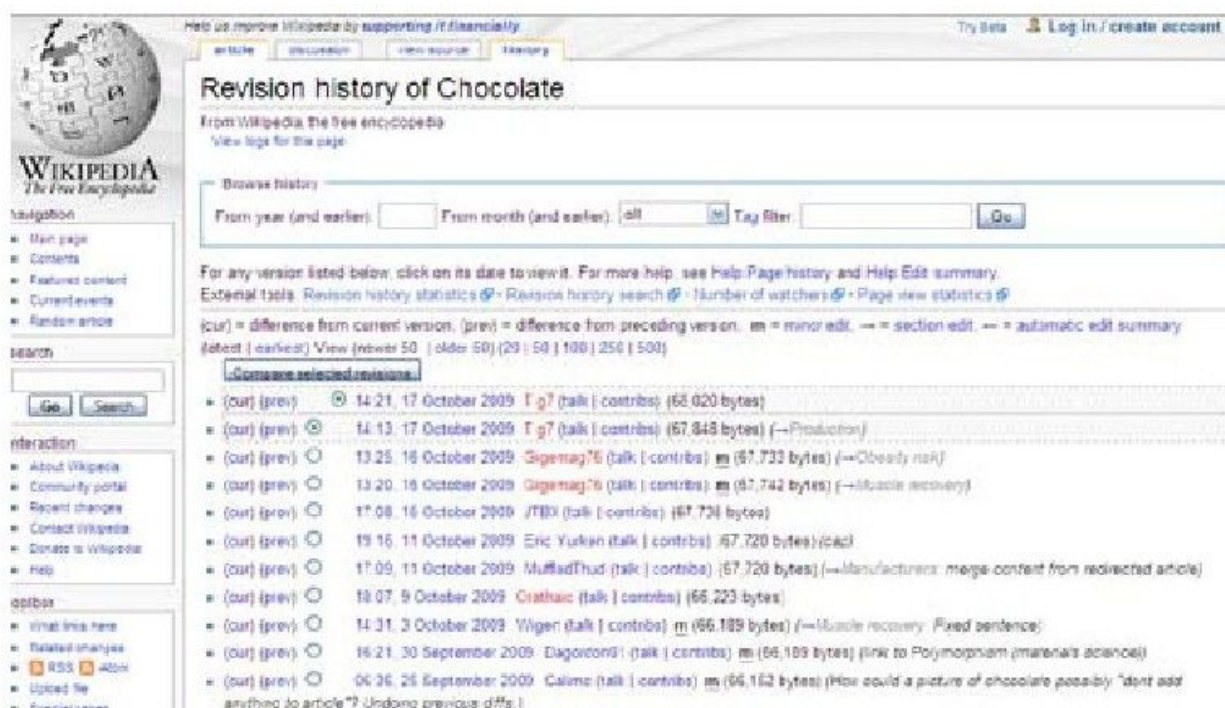 Help us improve Wikipedia by supporting it financially
Try Beta Log in / create account
article discussion view source history
Revision history of Chocolate
From Wikipedia, the free encyclopedia
View logs for this page
WIKIPEDIA
The Free Encyclopedia
Browse history
From year (and earlier): From month (and earlier): all Tag filter: Go
navigation
Main page
Contents
Featured content
Current events
Random article
For any version listed below, click on its date to view it. For more help, see Help:Page history and Help:Edit summary.
External tools: Revision history statistics · Revision history search · Number of watchers · Page view statistics
(cur) = difference from current version, (prev) = difference from preceding version, m = minor edit, → = section edit, ← = automatic edit summary
(latest | earliest) View (newer 50 | older 50) (20 | 50 | 100 | 250 | 500)
search
Go Search
Compare selected revisions
(cur) (prev) 14:21, 17 October 2009 (talk | contribs) (68,020 bytes)
(cur) (prev) 14:13, 17 October 2009 (talk | contribs) (67,848 bytes) (→Production)
(cur) (prev) 13:25, 16 October 2009 Gigemag76 (talk | contribs) m (67,733 bytes) (→Obesity risk)
(cur) (prev) 13:20, 16 October 2009 Gigemag76 (talk | contribs) m (67,742 bytes) (→Muscle recovery)
(cur) (prev) October 2009 (talk | contribs) (67,736 bytes)
(cur) (prev) 19:16, 11 October 2009 Eric Yurken (talk | contribs) (67,720 bytes) (cap)
(cur) (prev) 17:09, 11 October 2009 MuffledThud (talk | contribs) (67,720 bytes) (→Manufacturers: merge content from redirected article)
(cur) (prev) 18:07, 9 October 2009 Crathaic (talk | contribs) (66,223 bytes)
(cur) (prev) 14:31, 3 October 2009 Wigen (talk | contribs) m (66,189 bytes) (→Muscle recovery: Fixed sentence)
(cur) (prev) 16:21, 30 September 2009 (talk | contribs) m (66,189 bytes) (link to Polymorphism (materials science))
(cur) (prev) September 2009 Calimo (talk | contribs) m (66,162 bytes) (How could a picture of chocolate possibly "dont add
anything to article"? Undoing previous diffs.)
interaction
About Wikipedia
Community portal
Recent changes
Contact Wikipedia
Donate to Wikipedia
Help
toolbox
What links here
Related changes
RSS Atom
Upload file
Special pages